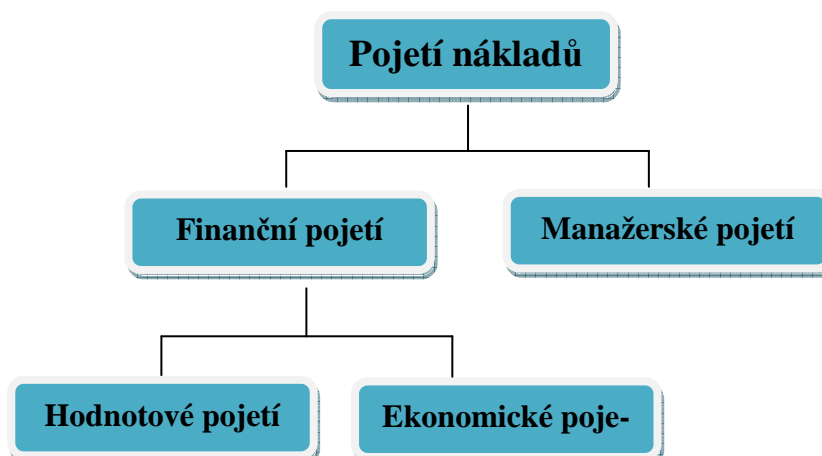 Pojetí nákladů
Finanční pojetí
Manažerské pojetí
Hodnotové pojetí
Ekonomické poje-